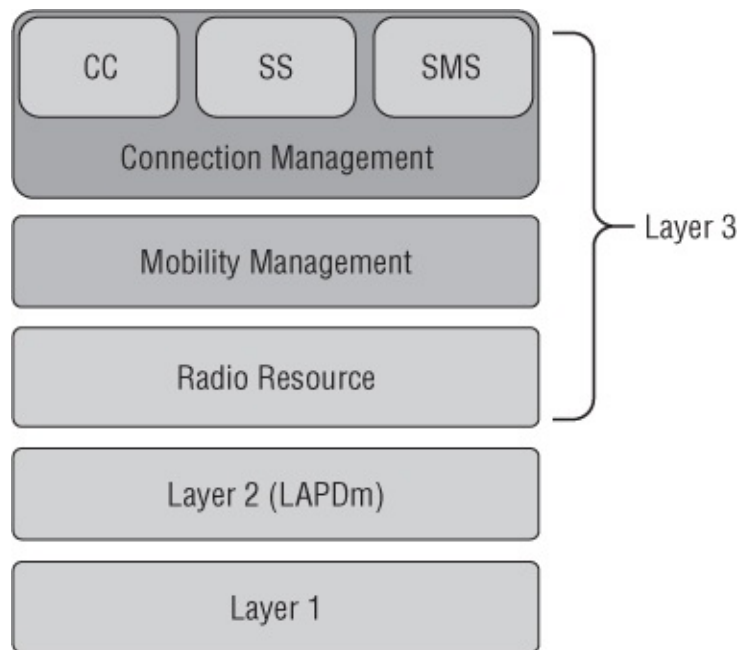 CC
SS
SMS
Connection Management
Mobility Management
Layer 3
Radio Resource
Layer 2 (LAPDm)
Layer 1